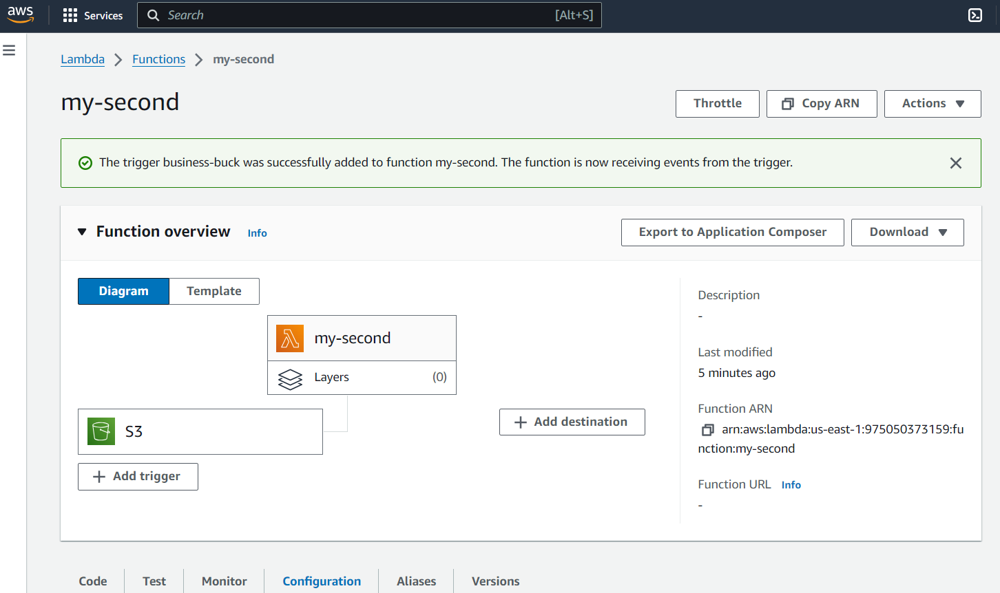 aws Services Search [Alt+S]
Lambda Functions my-second
my-second
Throttle Copy ARN Actions
The trigger business-buck was successfully added to function my-second. The function is now receiving events from the trigger.
Function overview Info
Export to Application Composer Download
Diagram Template
my-second
Layers (0)
S3
Add trigger
Add destination
Description
-
Last modified
5 minutes ago
Function ARN
arn:aws:lambda:us-east-1:975050373159:fu
nction:my-second
Function URL Info
-
Code Test Monitor Configuration Aliases Versions